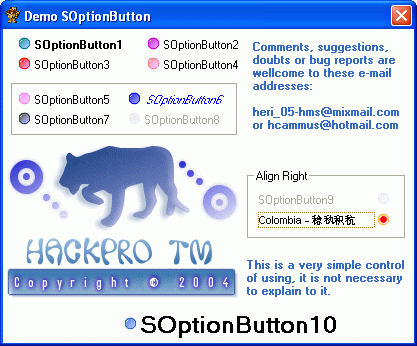 Demo SOptionButton
SOptionButton1
SOptionButton2
SOptionButton3
SOptionButton4
SOptionButton5
SOptionButton6
SOptionButton7
SOptionButton8
Comments, suggestions,
doubts or bug reports are
wellcome to these e-mail
addresses:
heri_05-hms@mixmail.com
or hcammus@hotmail.com
HACKPRO TM
Copyright © 2004
Align Right
SOptionButton9
Colombia -
This is a very simple control
of using, it is not necessary
to explain to it.
SOptionButton10